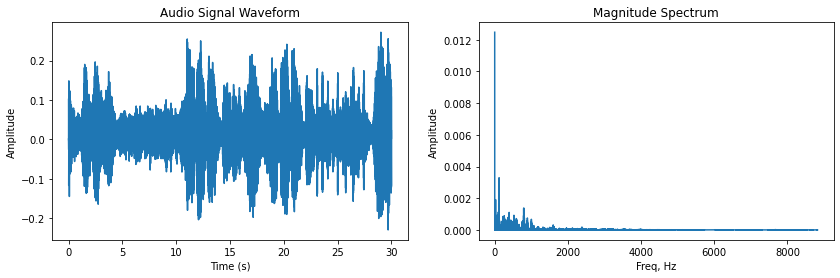 Audio Signal Waveform
Amplitude
0.2
0.1
0.0
−0.1
−0.2
0 5 10 15 20 25 30
Time (s)
Magnitude Spectrum
Amplitude
0.012
0.010
0.008
0.006
0.004
0.002
0.000
0 2000 4000 6000 8000
Freq, Hz